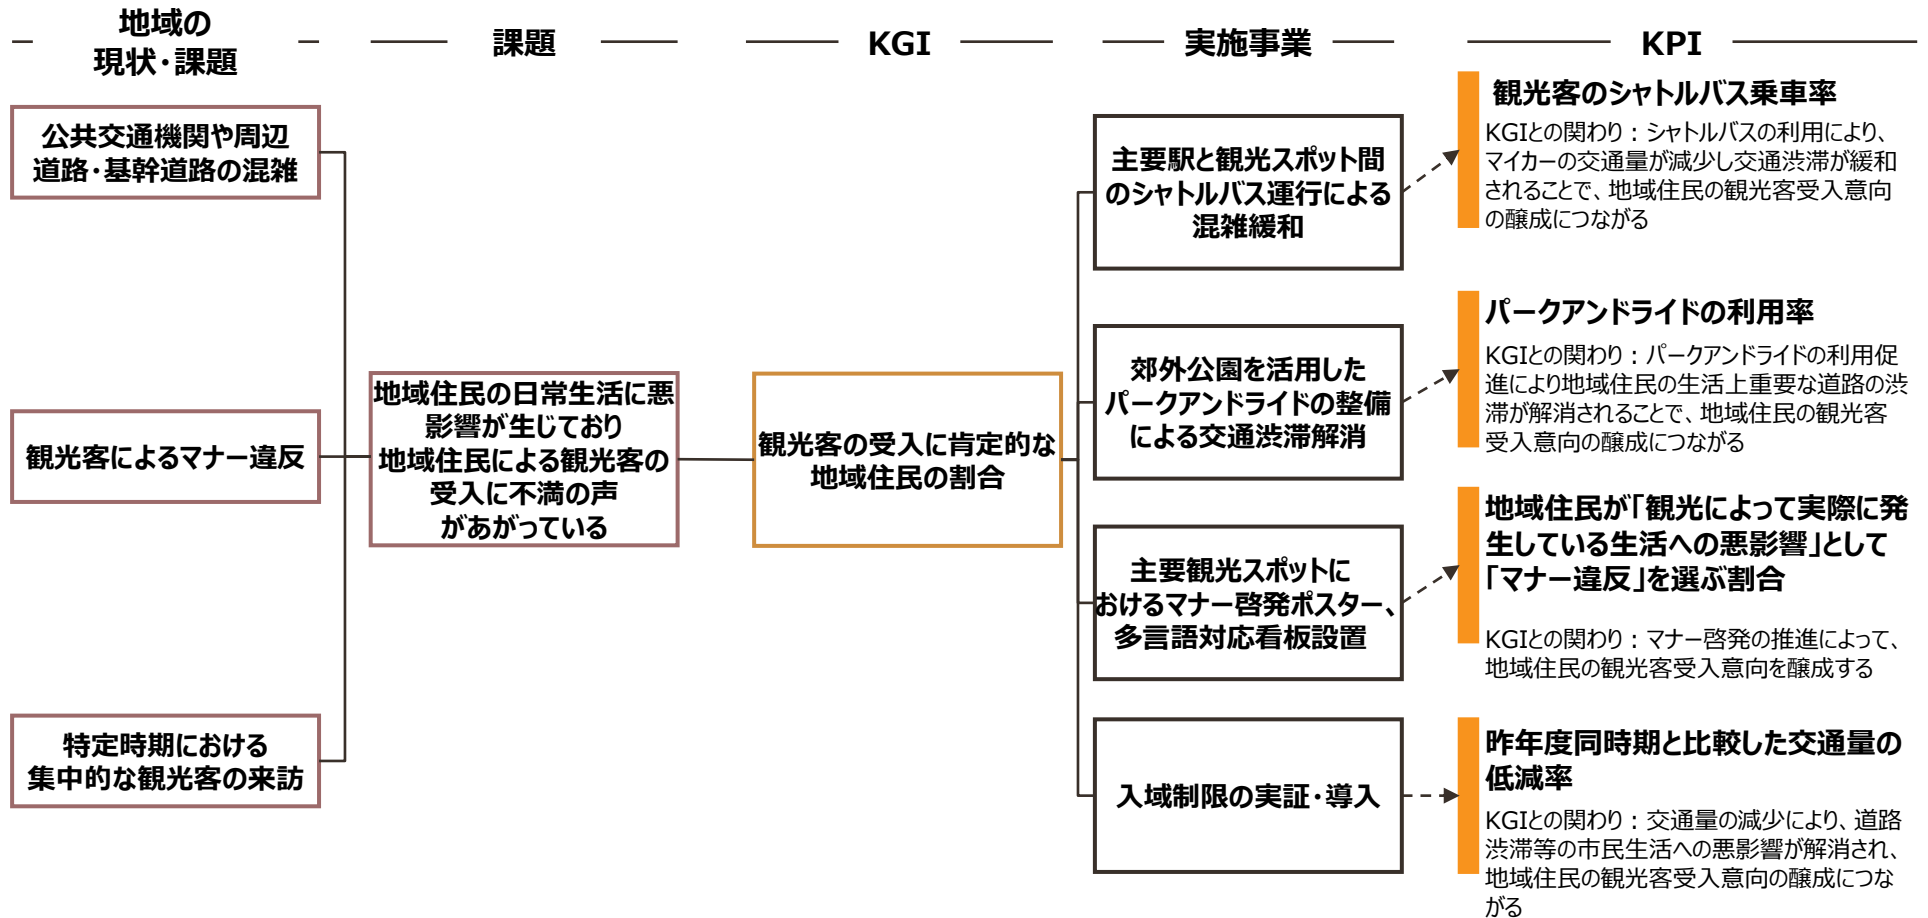 地域の
現状・課題
課題
KGI
実施事業
KPI
公共交通機関や周辺
道路・基幹道路の混雑
観光客によるマナー違反
特定時期における
集中的な観光客の来訪
地域住民の日常生活に悪
影響が生じており
地域住民による観光客の
受入に不満の声
があがっている
観光客の受入に肯定的な
地域住民の割合
主要駅と観光スポット間
のシャトルバス運行による
混雑緩和
郊外公園を活用した
パークアンドライドの整備
による交通渋滞解消
主要観光スポットに
おけるマナー啓発ポスター、
多言語対応看板設置
入域制限の実証・導入
観光客のシャトルバス乗車率
KGIとの関わり：シャトルバスの利用により、
マイカーの交通量が減少し交通渋滞が緩和
されることで、地域住民の観光客受入意向
の醸成につながる
パークアンドライドの利用率
KGIとの関わり：パークアンドライドの利用促
進により地域住民の生活上重要な道路の渋
滞が解消されることで、地域住民の観光客
受入意向の醸成につながる
地域住民が「観光によって実際に発
生している生活への悪影響」として
「マナー違反」を選ぶ割合
KGIとの関わり：マナー啓発の推進によって、
地域住民の観光客受入意向を醸成する
昨年度同時期と比較した交通量の
低減率
KGIとの関わり：交通量の減少により、道路
渋滞等の市民生活への悪影響が解消され、
地域住民の観光客受入意向の醸成につな
がる